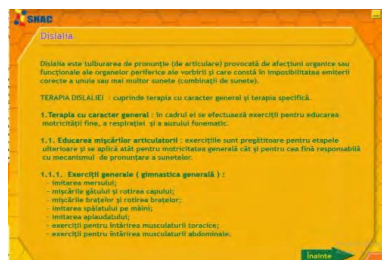 SHAC
Dislalia
Dislalia este tulburarea de pronunție (de articulare) provocată de afecțiuni organice sau
funcționale ale organelor periferice ale vorbirii și care constă în imposibilitatea emiterii
corecte a unuia sau mai multor sunete (combinații de sunete).
TERAPIA DISLALIEI : cuprinde terapia cu caracter general și terapia specifică.
1.Terapia cu caracter general : în cadrul ei se efectuează exerciții pentru educarea
motricității fine, a respirației și a auzului fonematic.
1.1. Educarea mișcărilor articulatorii : exercițiile sunt pregătitoare pentru etapele
ulterioare și se aplică atât pentru motricitatea generală cât și pentru cea fină responsabilă
cu mecanismul de pronunțare a sunetelor.
1.1.1. Exerciții generale ( gimnastica generală ) :
- imitarea mersului;
- mișcările gâtului și rotirea capului;
- mișcările brațelor și rotirea brațelor;
- imitarea spălatului pe mâini;
- imitarea aplaudatului;
- exerciții pentru întărirea musculaturii toracice;
- exerciții pentru întărirea musculaturii abdominale.
Înainte